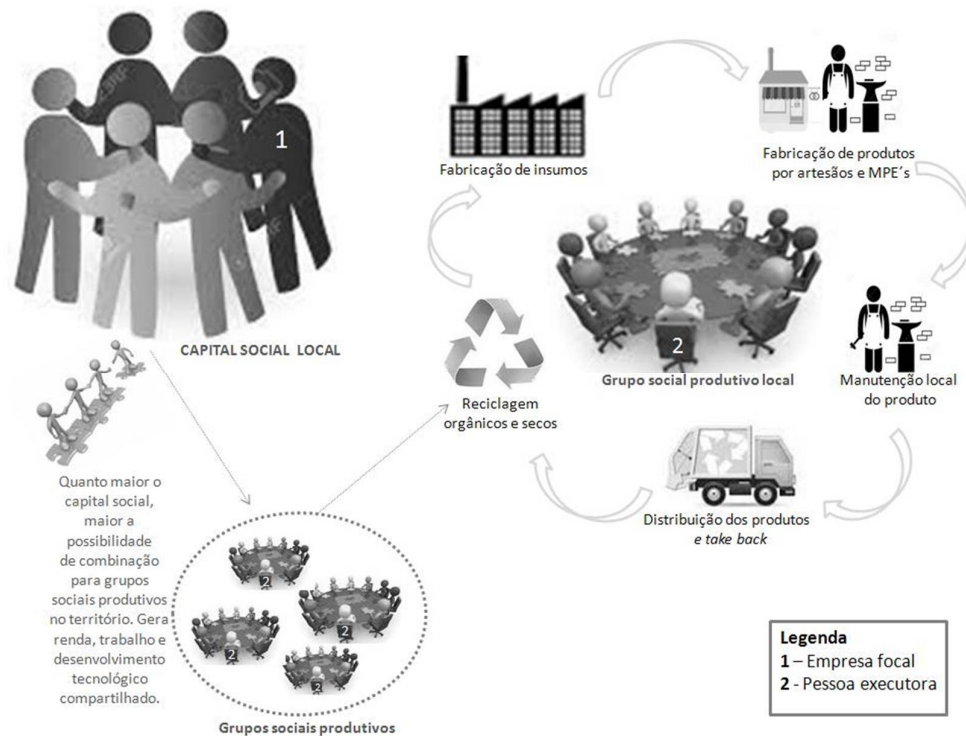 1
CAPITAL SOCIAL LOCAL
Quanto maior o
capital social,
maior a
possibilidade
de combinação
para grupos
sociais produtivos
no território. Gera
renda, trabalho e
desenvolvimento
tecnológico
compartilhado.
2
2
2
2
Grupos sociais produtivos
Fabricação de insumos
Fabricação de produtos
por artesãos e MPE´s
2
Grupo social produtivo local
Manutenção local
do produto
Reciclagem
orgânicos e secos
Distribuição dos produtos
e take back
Legenda
1 – Empresa focal
2 - Pessoa executora